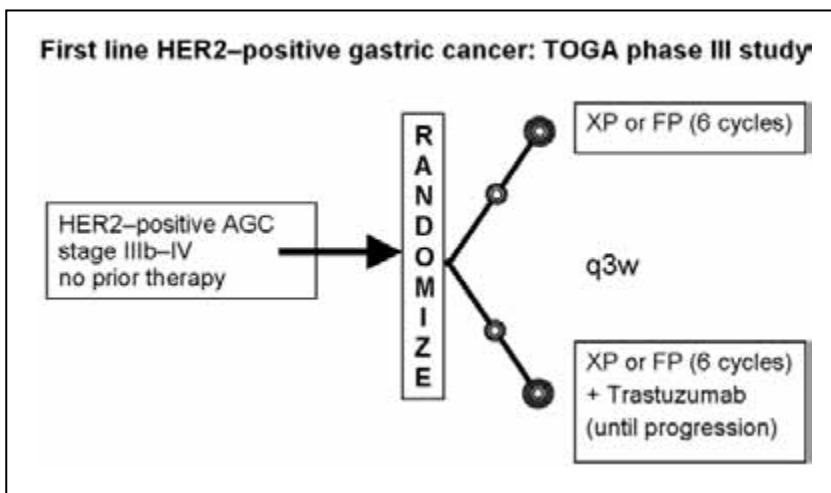 First line HER2–positive gastric cancer: TOGA phase III study
HER2–positive AGC
stage IIIb–IV
no prior therapy
RANDOMIZE
XP or FP (6 cycles)
q3w
XP or FP (6 cycles)
+ Trastuzumab
(until progression)